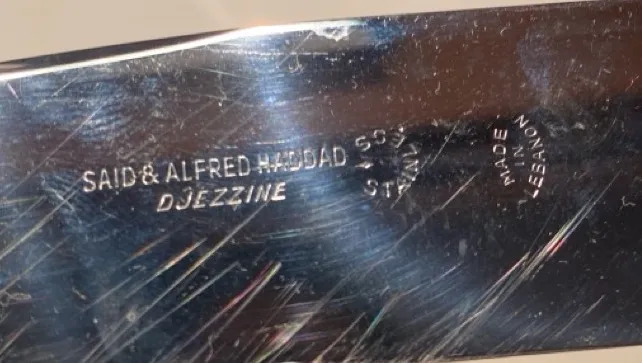 SAID & ALFRED HADDAD
DJEZZINE
STAINLESS
MADE
IN
LEBANON